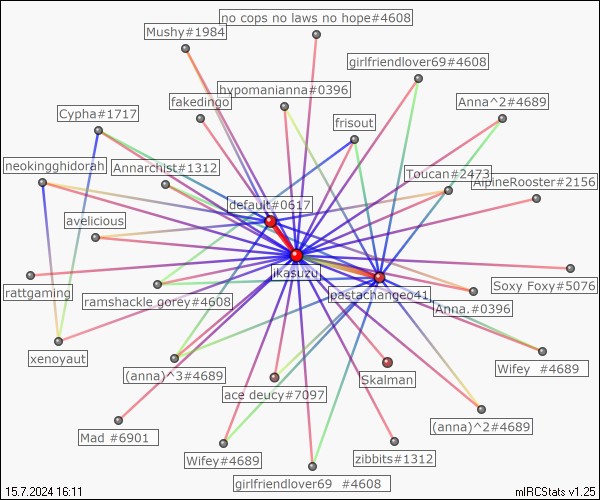 no cops no laws no hope#4608
Mushy#1984
girlfriendlover69#4608
hypomanianna#0396
fakedingo
Anna^2#4689
Cypha#1717
frisout
neokingghidorah
Annarchist#1312
Toucan#2473
AlpineRooster#2156
default#0617
avelicious
jkasuzuj
rattgaming
Soxy Foxy#5076
ramshackle gorey#4608
pastachangeo41
Anna.#0396
xenoyaut
Wifey #4689
(anna)^3#4689
Skalman
ace deucy#7097
(anna)^2#4689
Mad #6901
Wifey#4689
zibbits#1312
girlfriendlover69 #4608
15.7.2024 16:11
mIRCStats v1.25